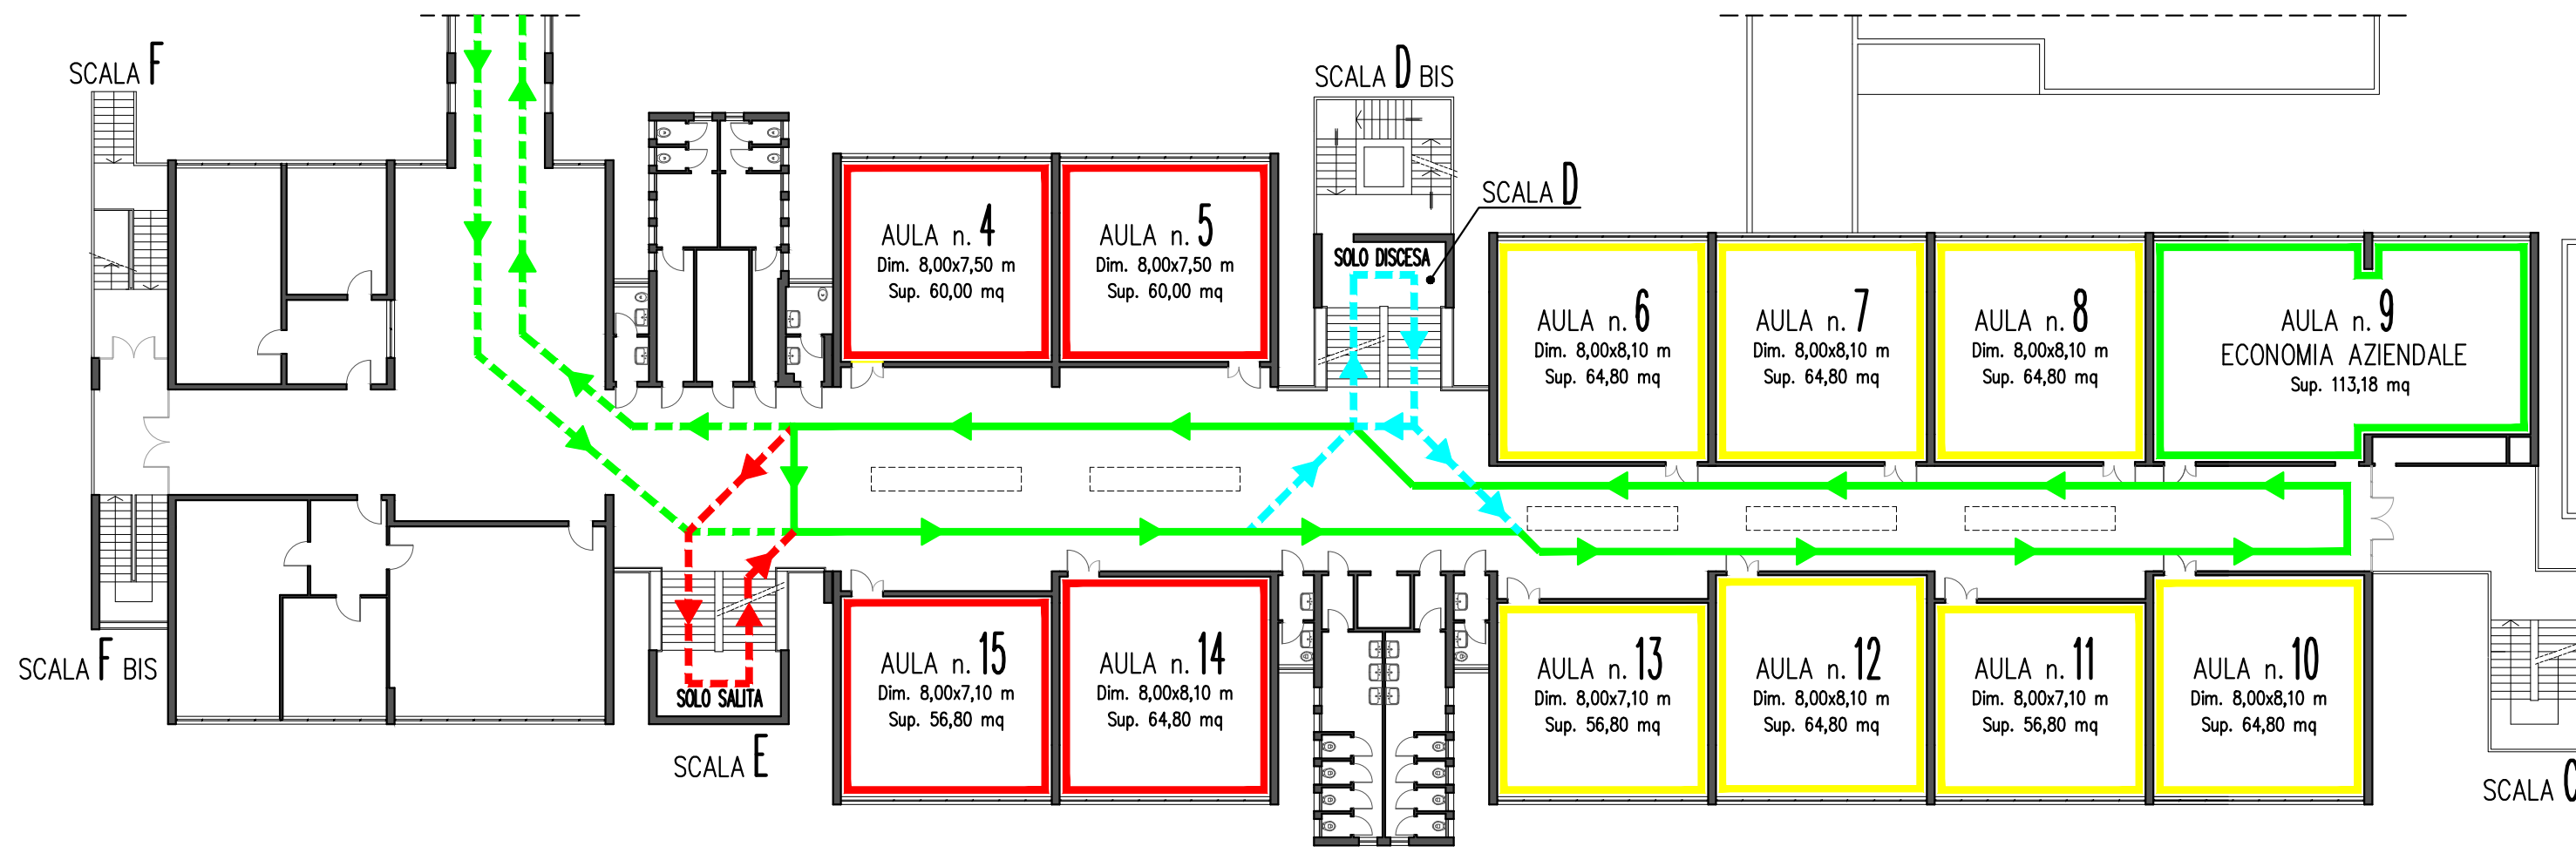 SCALA F
SCALA D BIS
SCALA D
AULA n. 4
Dim. 8,00x7,50 m
Sup. 60,00 mq
AULA n. 5
Dim. 8,00x7,50 m
Sup. 60,00 mq
SOLO DISCESA
AULA n. 6
Dim. 8,00x8,10 m
Sup. 64,80 mq
AULA n. 7
Dim. 8,00x8,10 m
Sup. 64,80 mq
AULA n. 8
Dim. 8,00x8,10 m
Sup. 64,80 mq
AULA n. 9
ECONOMIA AZIENDALE
Sup. 113,18 mq
SCALA F BIS
SOLO SALITA
SCALA E
AULA n. 15
Dim. 8,00x7,10 m
Sup. 56,80 mq
AULA n. 14
Dim. 8,00x8,10 m
Sup. 64,80 mq
AULA n. 13
Dim. 8,00x7,10 m
Sup. 56,80 mq
AULA n. 12
Dim. 8,00x8,10 m
Sup. 64,80 mq
AULA n. 11
Dim. 8,00x7,10 m
Sup. 56,80 mq
AULA n. 10
Dim. 8,00x8,10 m
Sup. 64,80 mq
SCALA